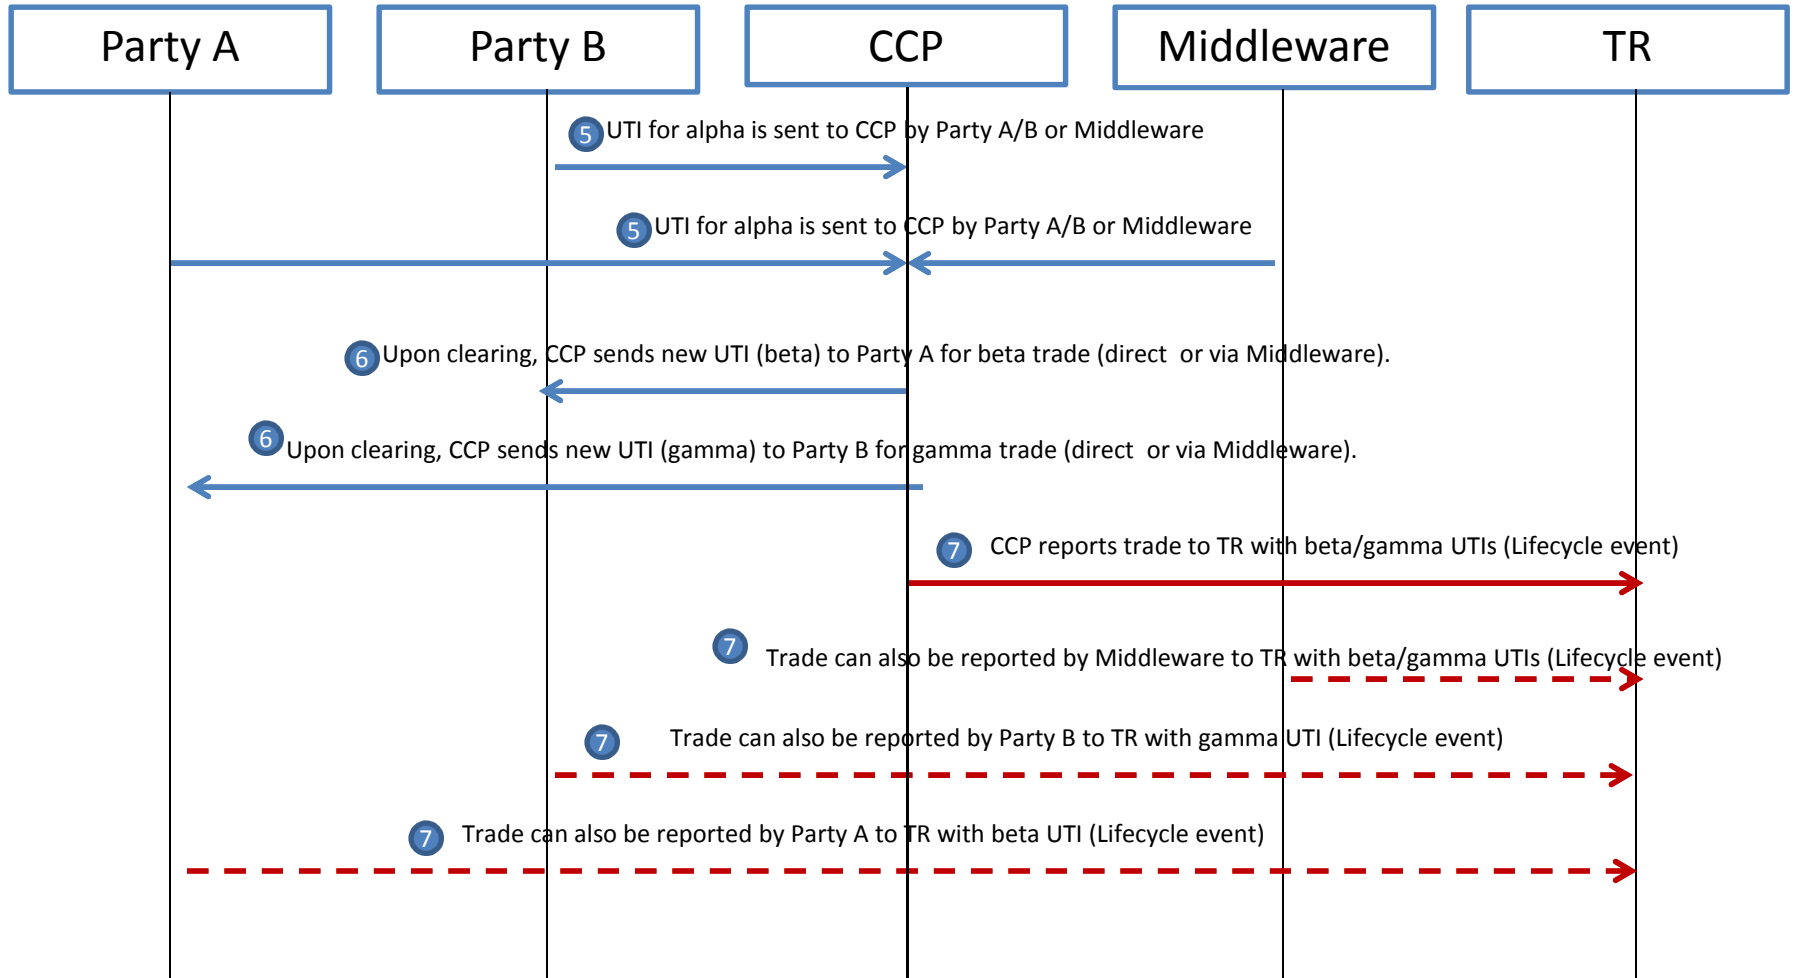 Party A
Party B
CCP
Middleware
TR
5 UTI for alpha is sent to CCP by Party A/B or Middleware
5 UTI for alpha is sent to CCP by Party A/B or Middleware
6 Upon clearing, CCP sends new UTI (beta) to Party A for beta trade (direct  or via Middleware).
6 Upon clearing, CCP sends new UTI (gamma) to Party B for gamma trade (direct  or via Middleware).
7 CCP reports trade to TR with beta/gamma UTIs (Lifecycle event)
7 Trade can also be reported by Middleware to TR with beta/gamma UTIs (Lifecycle event)
7 Trade can also be reported by Party B to TR with gamma UTI (Lifecycle event)
7 Trade can also be reported by Party A to TR with beta UTI (Lifecycle event)